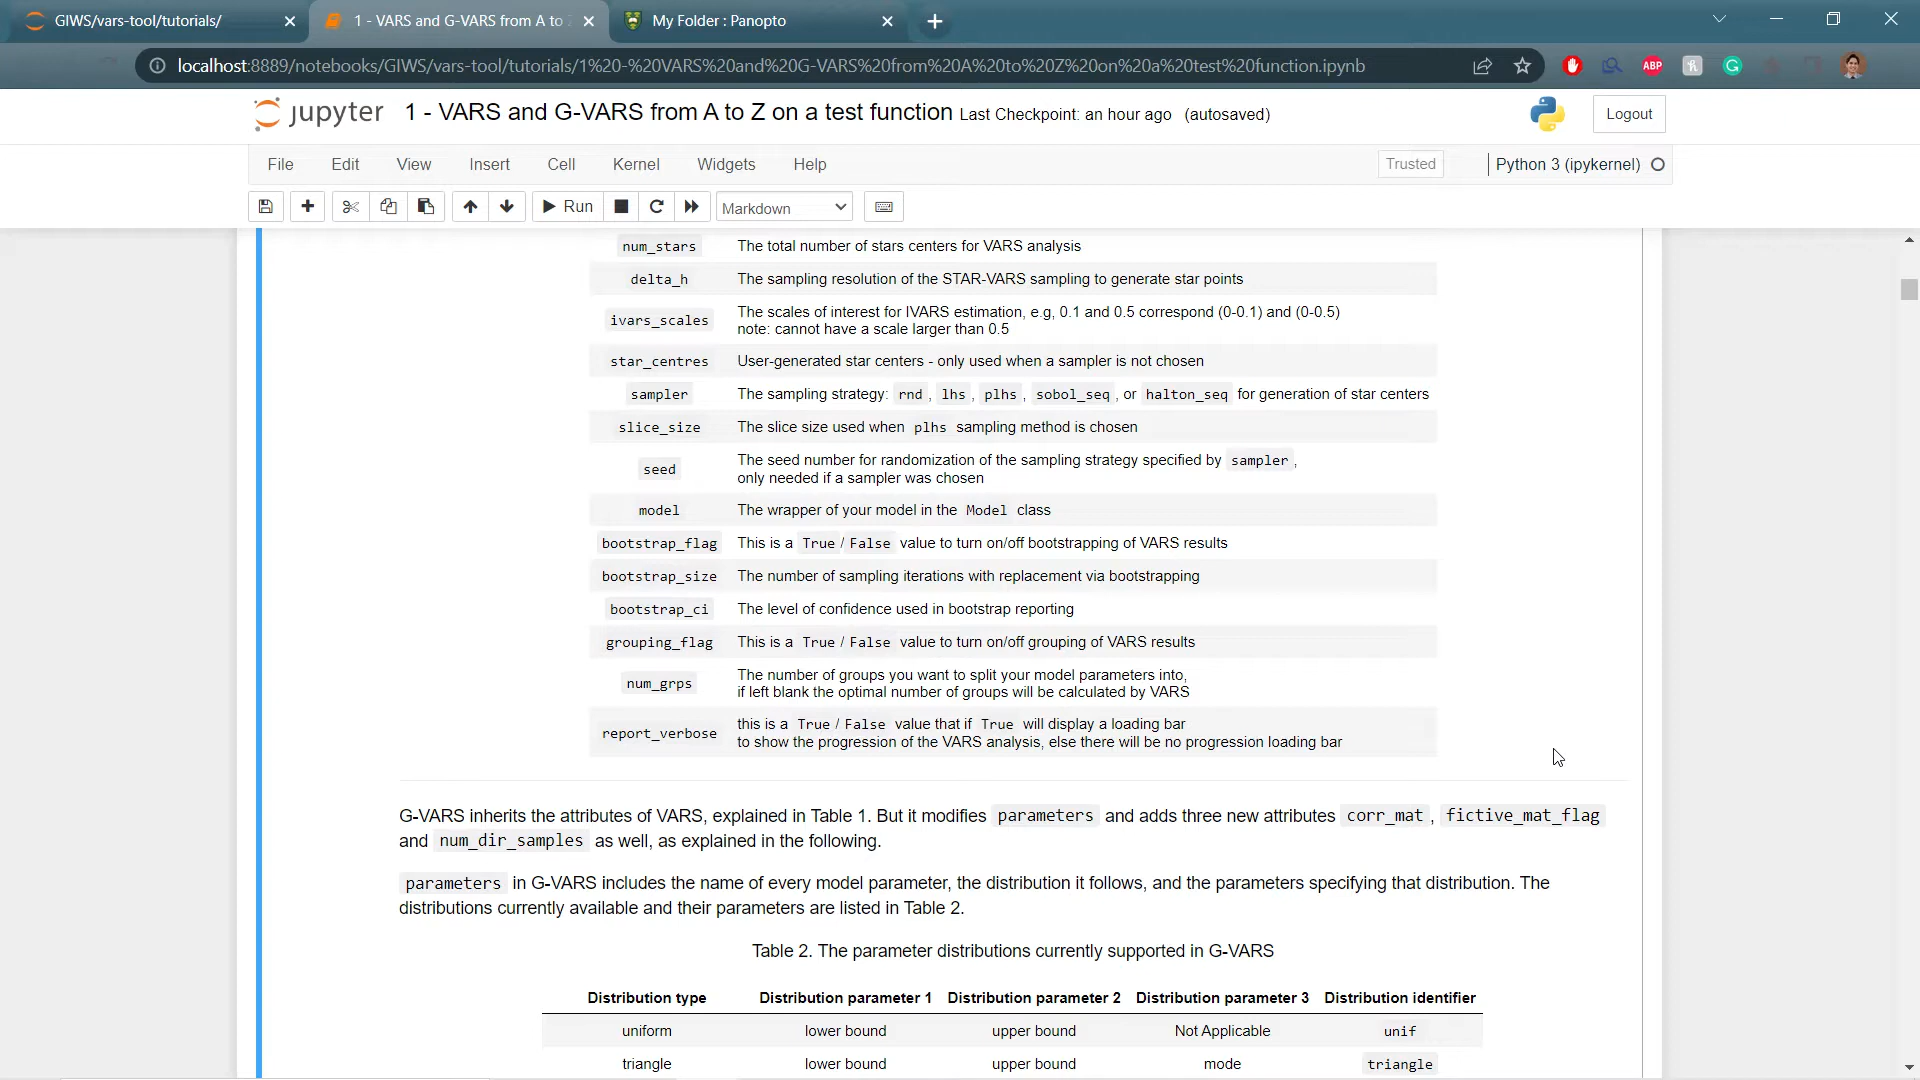 GIWS/vars-tool/tutorials/
1 - VARS and G-VARS from A to Z
My Folder : Panopto
localhost:8889/notebooks/GIWS/vars-tool/tutorials/1%20-%20VARS%20and%20G-VARS%20from%20A%20to%20Z%20on%20a%20test%20function.ipynb
ABP
jupyter 1 - VARS and G-VARS from A to Z on a test function Last Checkpoint: an hour ago (autosaved)
Logout
File Edit View Insert Cell Kernel Widgets Help
Trusted Python 3 (ipykernel)
Run Markdown
num_stars The total number of stars centers for VARS analysis
delta_h The sampling resolution of the STAR-VARS sampling to generate star points
ivars_scales The scales of interest for IVARS estimation, e.g, 0.1 and 0.5 correspond (0-0.1) and (0-0.5)
note: cannot have a scale larger than 0.5
star_centres User-generated star centers - only used when a sampler is not chosen
sampler The sampling strategy: rnd , lhs , plhs , sobol_seq , or halton_seq for generation of star centers
slice_size The slice size used when plhs sampling method is chosen
seed The seed number for randomization of the sampling strategy specified by sampler ,
only needed if a sampler was chosen
model The wrapper of your model in the Model class
bootstrap_flag This is a True / False value to turn on/off bootstrapping of VARS results
bootstrap_size The number of sampling iterations with replacement via bootstrapping
bootstrap_ci The level of confidence used in bootstrap reporting
grouping_flag This is a True / False value to turn on/off grouping of VARS results
num_grps The number of groups you want to split your model parameters into,
if left blank the optimal number of groups will be calculated by VARS
report_verbose this is a True / False value that if True will display a loading bar
to show the progression of the VARS analysis, else there will be no progression loading bar
G-VARS inherits the attributes of VARS, explained in Table 1. But it modifies parameters and adds three new attributes corr_mat , fictive_mat_flag
and num_dir_samples as well, as explained in the following.
parameters in G-VARS includes the name of every model parameter, the distribution it follows, and the parameters specifying that distribution. The
distributions currently available and their parameters are listed in Table 2.
Table 2. The parameter distributions currently supported in G-VARS
Distribution type Distribution parameter 1 Distribution parameter 2 Distribution parameter 3 Distribution identifier
uniform lower bound upper bound Not Applicable unif
triangle lower bound upper bound mode triangle